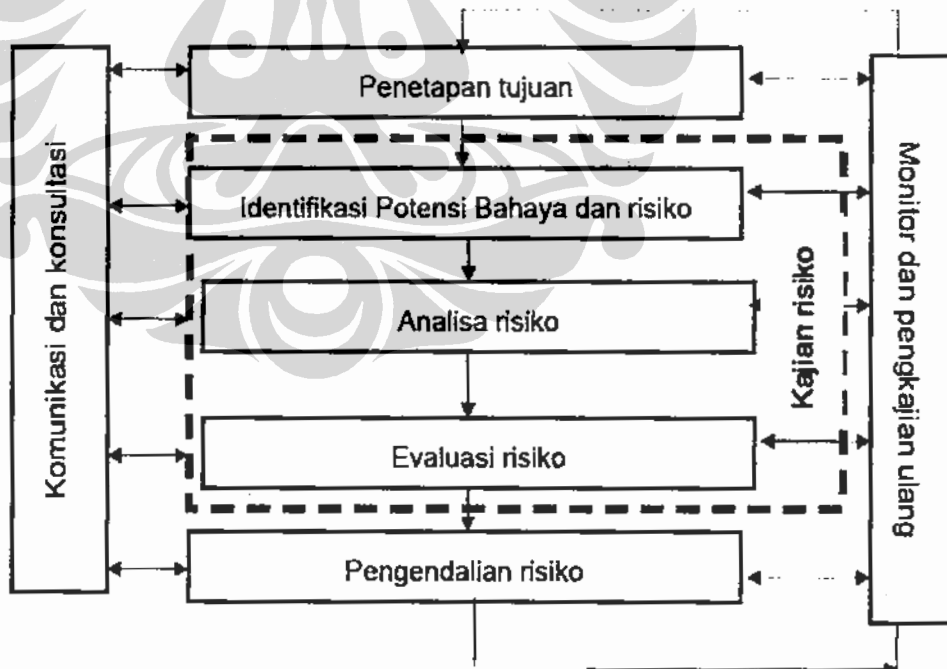 Komunikasi dan konsultasi
Penetapan tujuan
Identifikasi Potensi Bahaya dan risiko
Analisa risiko
Evaluasi risiko
Pengendalian risiko
Kajian risiko
Monitor dan pengkajian ulang